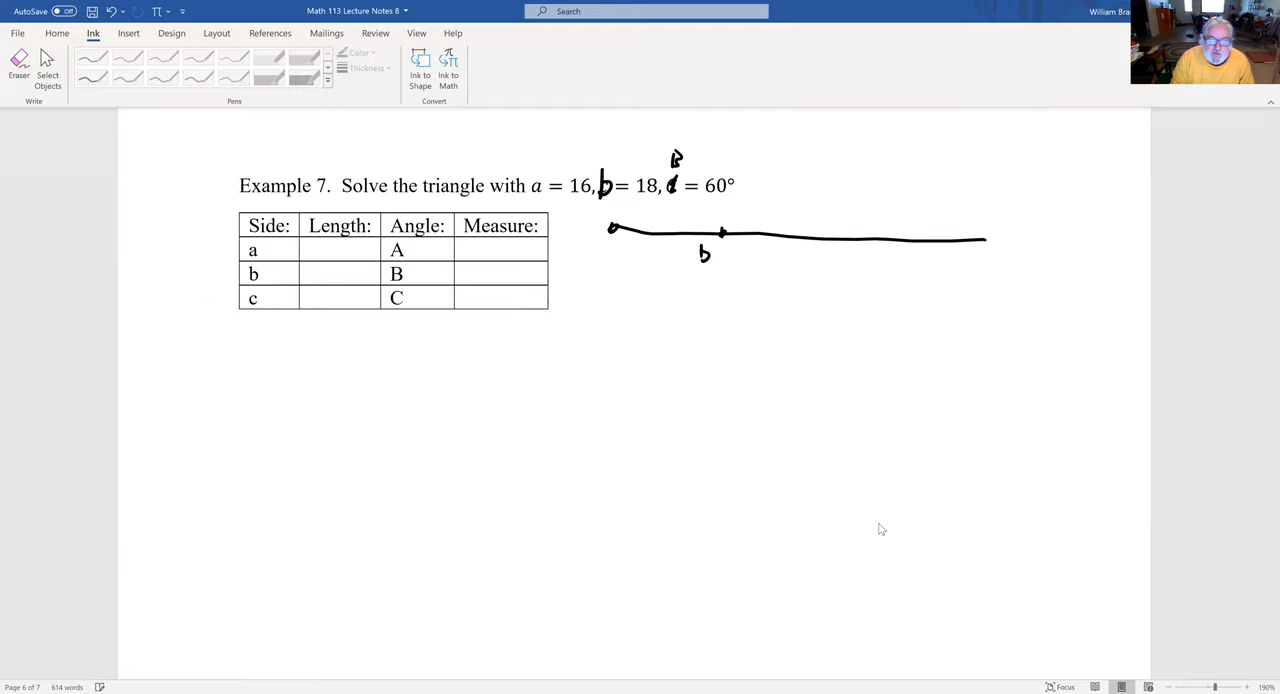 AutoSave Off
Math 113 Lecture Notes 8
Search
File Home Ink Insert Design Layout References Mailings Review View Help
Color
Thickness
Eraser
Select Objects
Ink to Shape
Ink to Math
Write
Pens
Convert
B
Example 7. Solve the triangle with a = 16, b = 18, = 60°
Side: Length: Angle: Measure:
a A
b B
c C
b
Page 6 of 7 614 words
Focus
190%